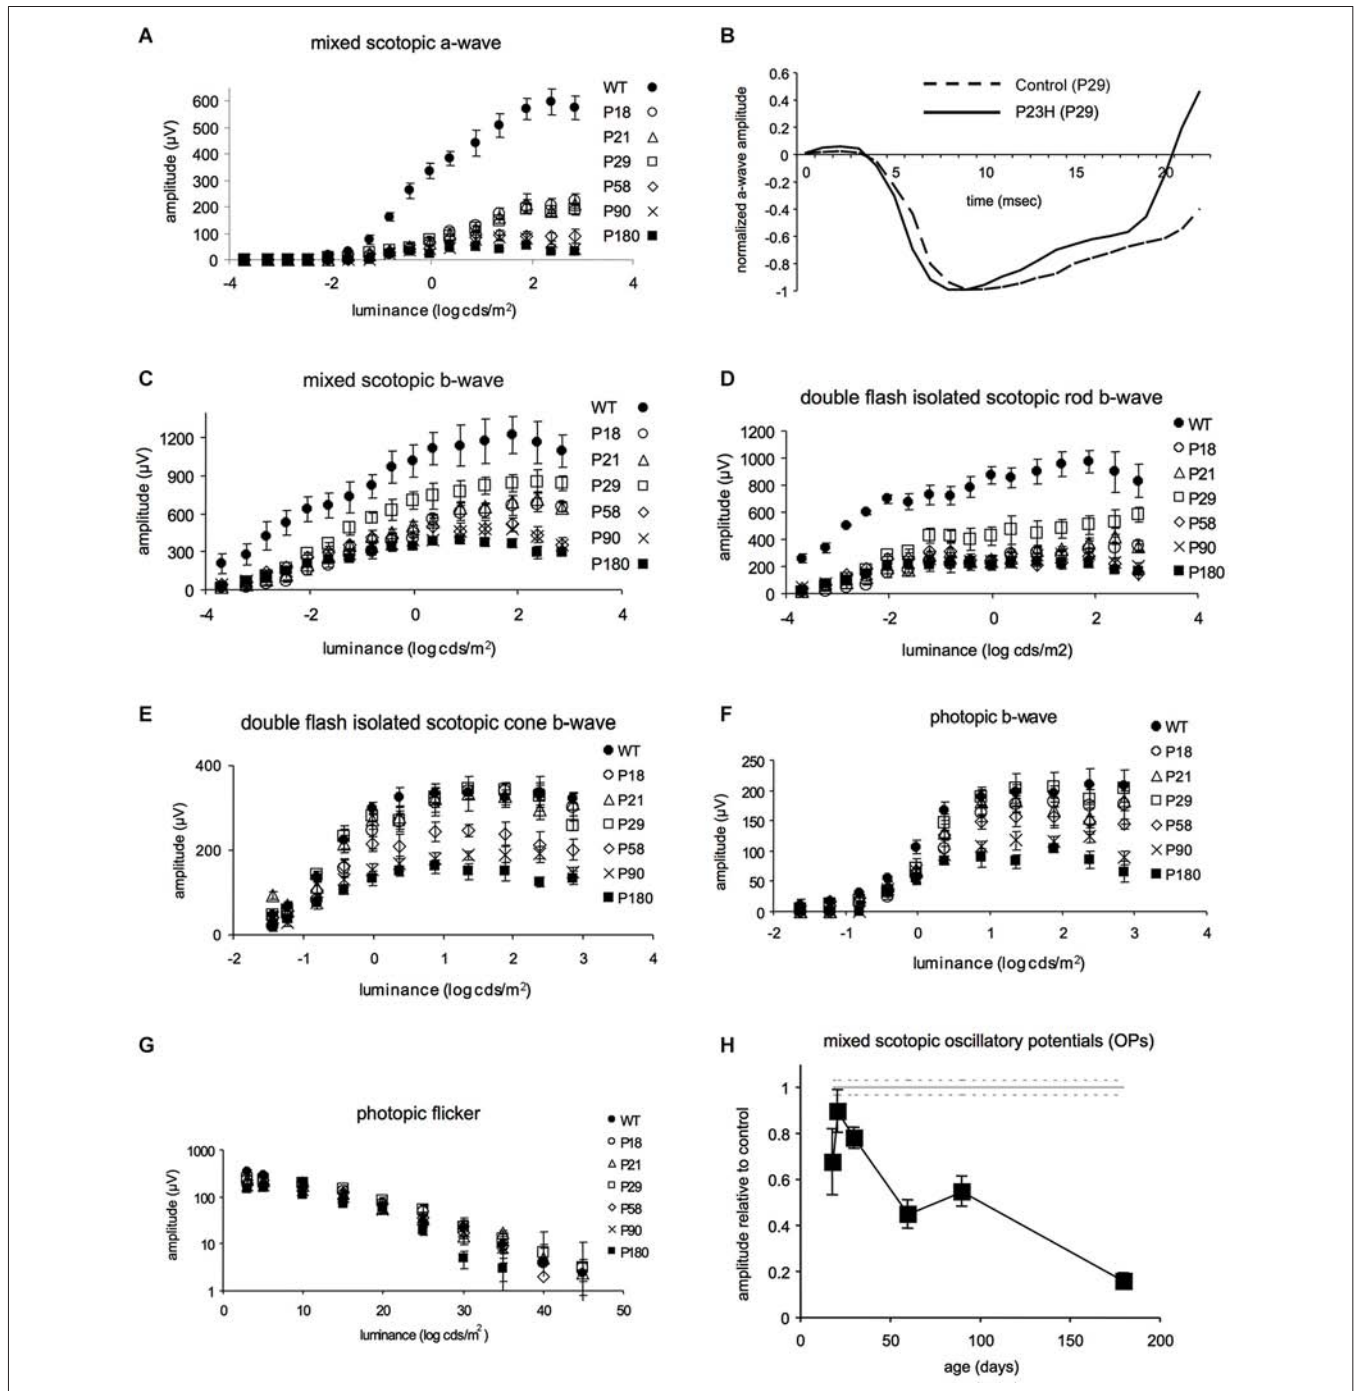 A
mixed scotopic a-wave
amplitude (µV)
600
500
400
300
200
100
0
-4
-2
0
2
4
luminance (log cds/m²)
WT
P18
P21
P29
P58
P90
P180
B
normalized a-wave amplitude
0.6
0.4
0.2
0
-0.2
-0.4
-0.6
-0.8
-1
0
5
10
15
20
time (msec)
Control (P29)
P23H (P29)
C
mixed scotopic b-wave
amplitude (µV)
1200
900
600
300
0
-4
-2
0
2
4
luminance (log cds/m²)
WT
P18
P21
P29
P58
P90
P180
D
double flash isolated scotopic rod b-wave
amplitude (µV)
1200
1000
800
600
400
200
0
-4
-2
0
2
4
luminance (log cds/m2)
WT
P18
P21
P29
P58
P90
P180
E
double flash isolated scotopic cone b-wave
amplitude (µV)
400
200
0
-2
-1
0
1
2
3
4
luminance (log cds/m²)
WT
P18
P21
P29
P58
P90
P180
F
photopic b-wave
amplitude (µV)
250
200
150
100
50
0
-2
-1
0
1
2
3
4
luminance (log cds/m²)
WT
P18
P21
P29
P58
P90
P180
G
photopic flicker
amplitude (µV)
1000
100
10
1
0
10
20
30
40
50
luminance (log cds/m²)
WT
P18
P21
P29
P58
P90
P180
H
mixed scotopic oscillatory potentials (OPs)
amplitude relative to control
1
0.8
0.6
0.4
0.2
0
0
50
100
150
200
age (days)